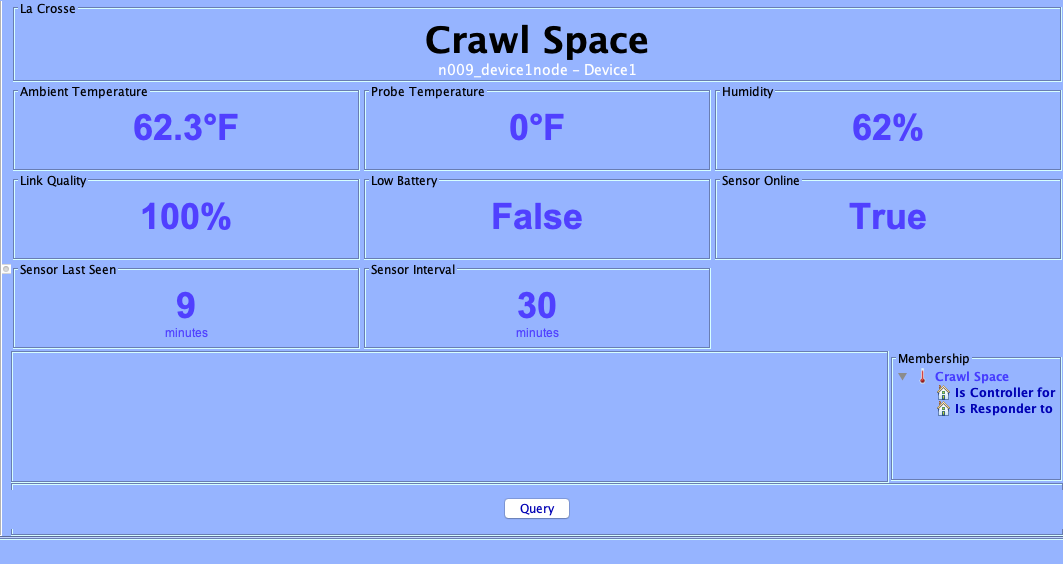 La Crosse
Crawl Space
n009_device1node - Device1
Ambient Temperature
62.3°F
Probe Temperature
0°F
Humidity
62%
Link Quality
100%
Low Battery
False
Sensor Online
True
Sensor Last Seen
9
minutes
Sensor Interval
30
minutes
Membership
Crawl Space
Is Controller for
Is Responder to
Query